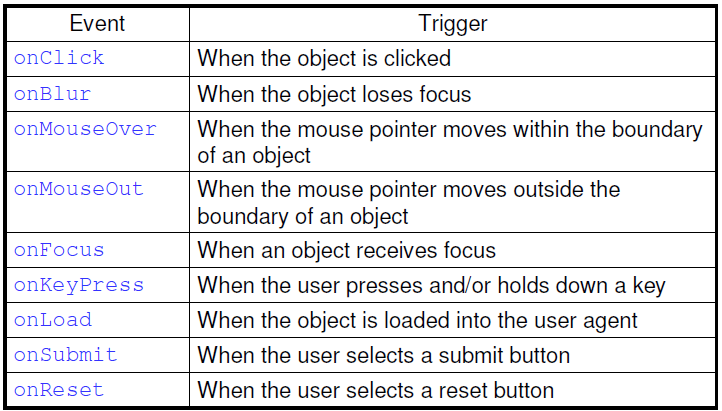 Event Trigger
onClick When the object is clicked
onBlur When the object loses focus
onMouseOver When the mouse pointer moves within the boundary
of an object
onMouseOut When the mouse pointer moves outside the
boundary of an object
onFocus When an object receives focus
onKeyPress When the user presses and/or holds down a key
onLoad When the object is loaded into the user agent
onSubmit When the user selects a submit button
onReset When the user selects a reset button